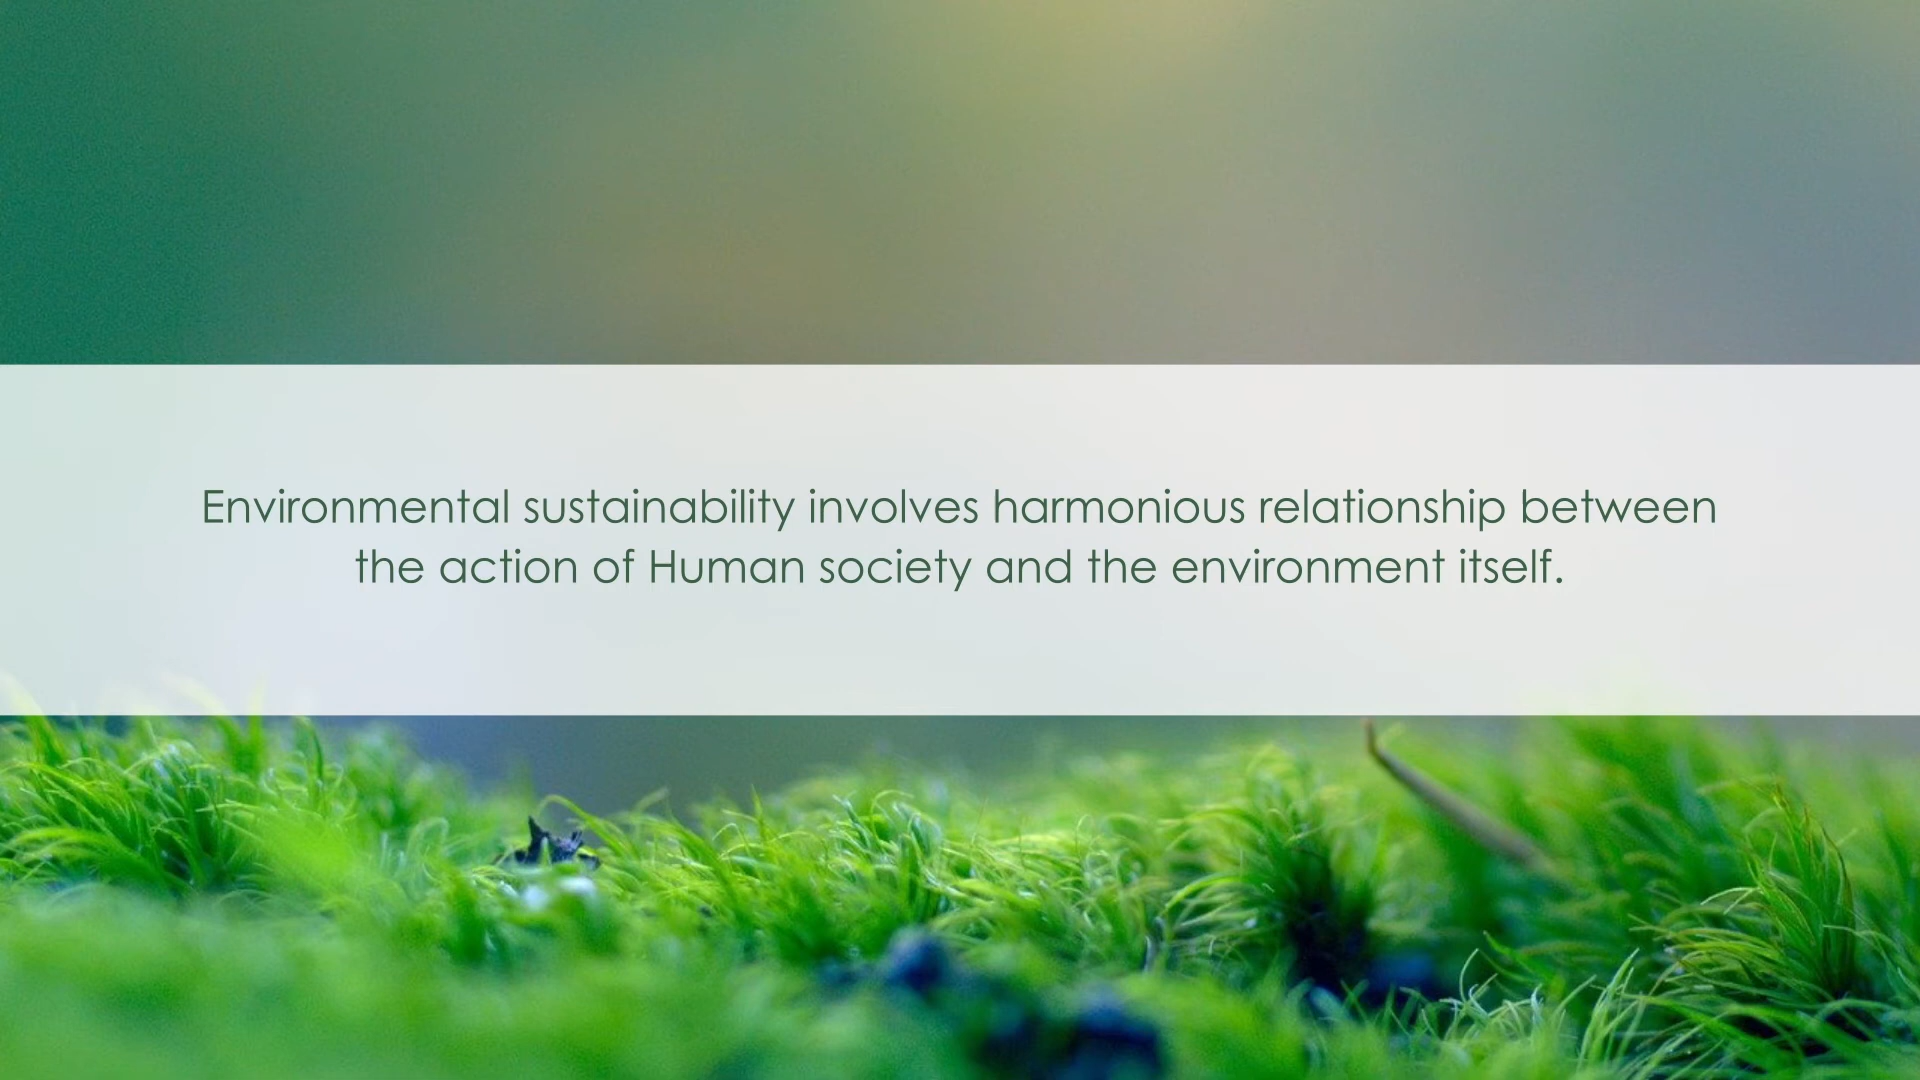 Environmental sustainability involves harmonious relationship between
the action of Human society and the environment itself.